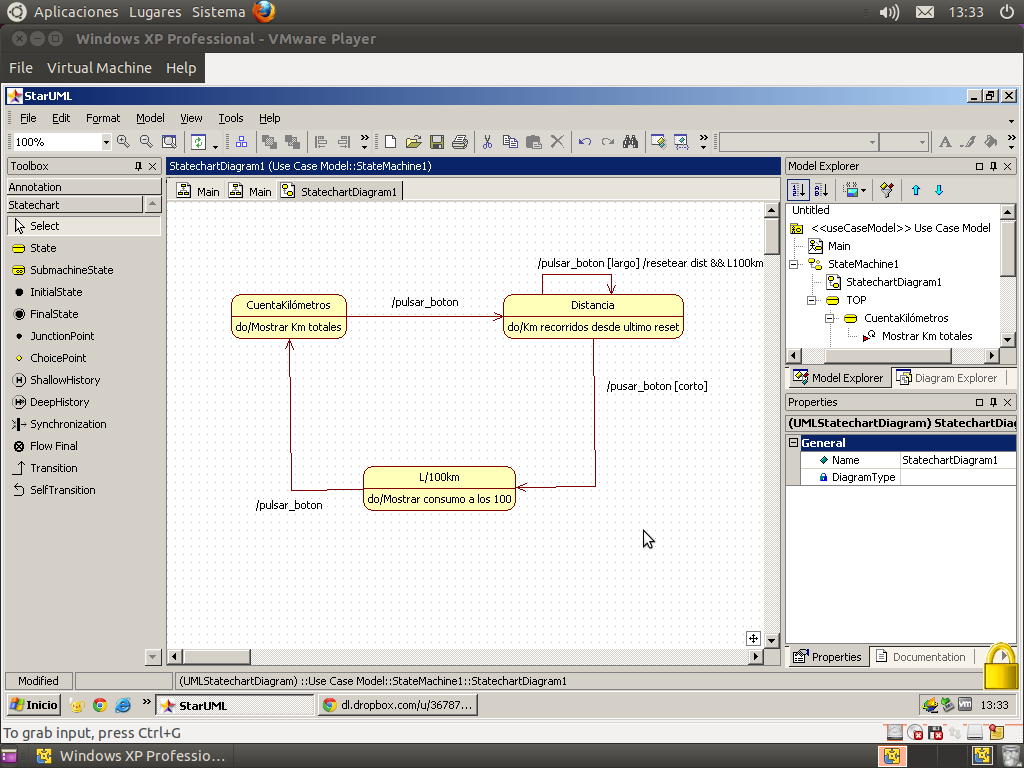 Aplicaciones Lugares Sistema 13:33
Windows XP Professional - VMware Player
File Virtual Machine Help
StarUML
File Edit Format Model View Tools Help
100%
Toolbox
StatechartDiagram1 (Use Case Model::StateMachine1)
Model Explorer
Annotation
Statechart
Main Main StatechartDiagram1
Select
State
SubmachineState
InitialState
FinalState
JunctionPoint
ChoicePoint
ShallowHistory
DeepHistory
Synchronization
Flow Final
Transition
SelfTransition
/pulsar_boton [largo] /resetear dist && L100km
CuentaKilómetros
do/Mostrar Km totales
/pulsar_boton
Distancia
do/Km recorridos desde ultimo reset
/pusar_boton [corto]
L/100km
do/Mostrar consumo a los 100
/pulsar_boton
Untitled
<<useCaseModel>> Use Case Model
Main
StateMachine1
StatechartDiagram1
TOP
CuentaKilómetros
Mostrar Km totales
Model Explorer Diagram Explorer
Properties
(UMLStatechartDiagram) StatechartDiag
General
Name StatechartDiagram1
DiagramType
Properties Documentation
Modified
(UMLStatechartDiagram) ::Use Case Model::StateMachine1::StatechartDiagram1
Inicio StarUML dl.dropbox.com/u/36787... 13:33
To grab input, press Ctrl+G
Windows XP Professio...